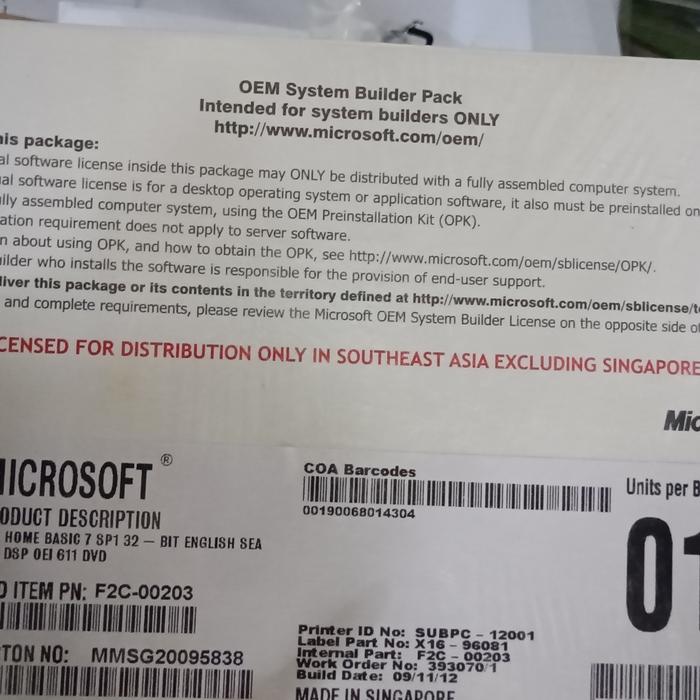 OEM System Builder Pack
Intended for system builders ONLY
http://www.microsoft.com/oem/
his package:
al software license inside this package may ONLY be distributed with a fully assembled computer system.
ual software license is for a desktop operating system or application software, it also must be preinstalled on
lly assembled computer system, using the OEM Preinstallation Kit (OPK).
ation requirement does not apply to server software.
n about using OPK, and how to obtain the OPK, see http://www.microsoft.com/oem/sblicense/OPK/.
uilder who installs the software is responsible for the provision of end-user support.
liver this package or its contents in the territory defined at http://www.microsoft.com/oem/sblicense/t
and complete requirements, please review the Microsoft OEM System Builder License on the opposite side o
CENSED FOR DISTRIBUTION ONLY IN SOUTHEAST ASIA EXCLUDING SINGAPORE
Mic
MICROSOFT ®
ODUCT DESCRIPTION
HOME BASIC 7 SP1 32 – BIT ENGLISH SEA
DSP OEI 611 DVD
D ITEM PN: F2C-00203
TON NO: MMSG20095838
COA Barcodes
00190068014304
Units per B
01
Printer ID No: SUBPC - 12001
Label Part No: X16 - 96081
Internal Part: F2C - 00203
Work Order No: 393070/1
Build Date: 09/11/12
MADE IN SINGAPORE